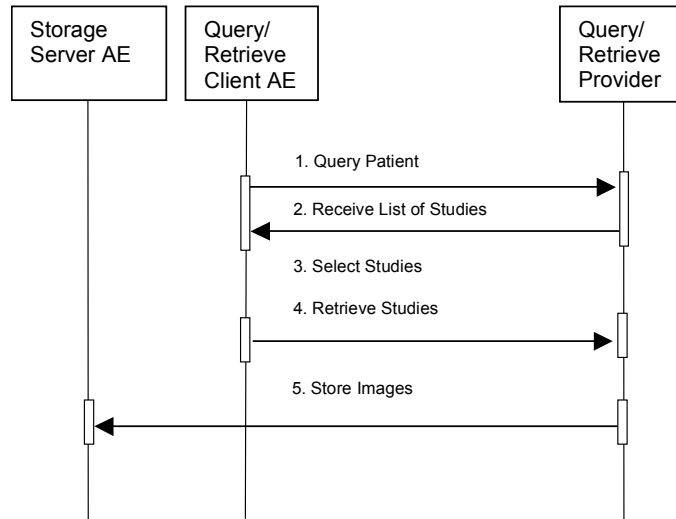 Storage
Server AE
Query/
Retrieve
Client AE
Query/
Retrieve
Provider
1. Query Patient
2. Receive List of Studies
3. Select Studies
4. Retrieve Studies
5. Store Images